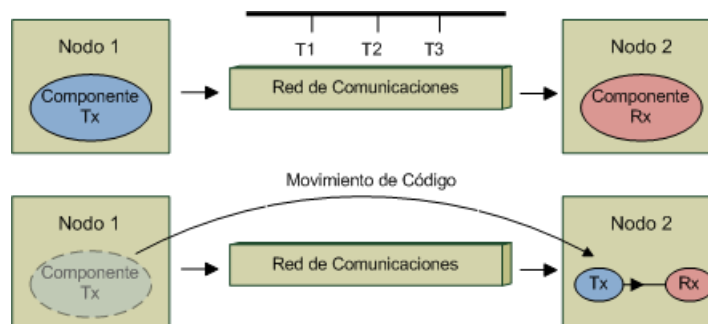 Nodo 1
Componente
Tx
T1 T2 T3
Red de Comunicaciones
Nodo 2
Componente
Rx
Movimiento de Código
Nodo 1
Componente
Tx
Red de Comunicaciones
Nodo 2
Tx Rx